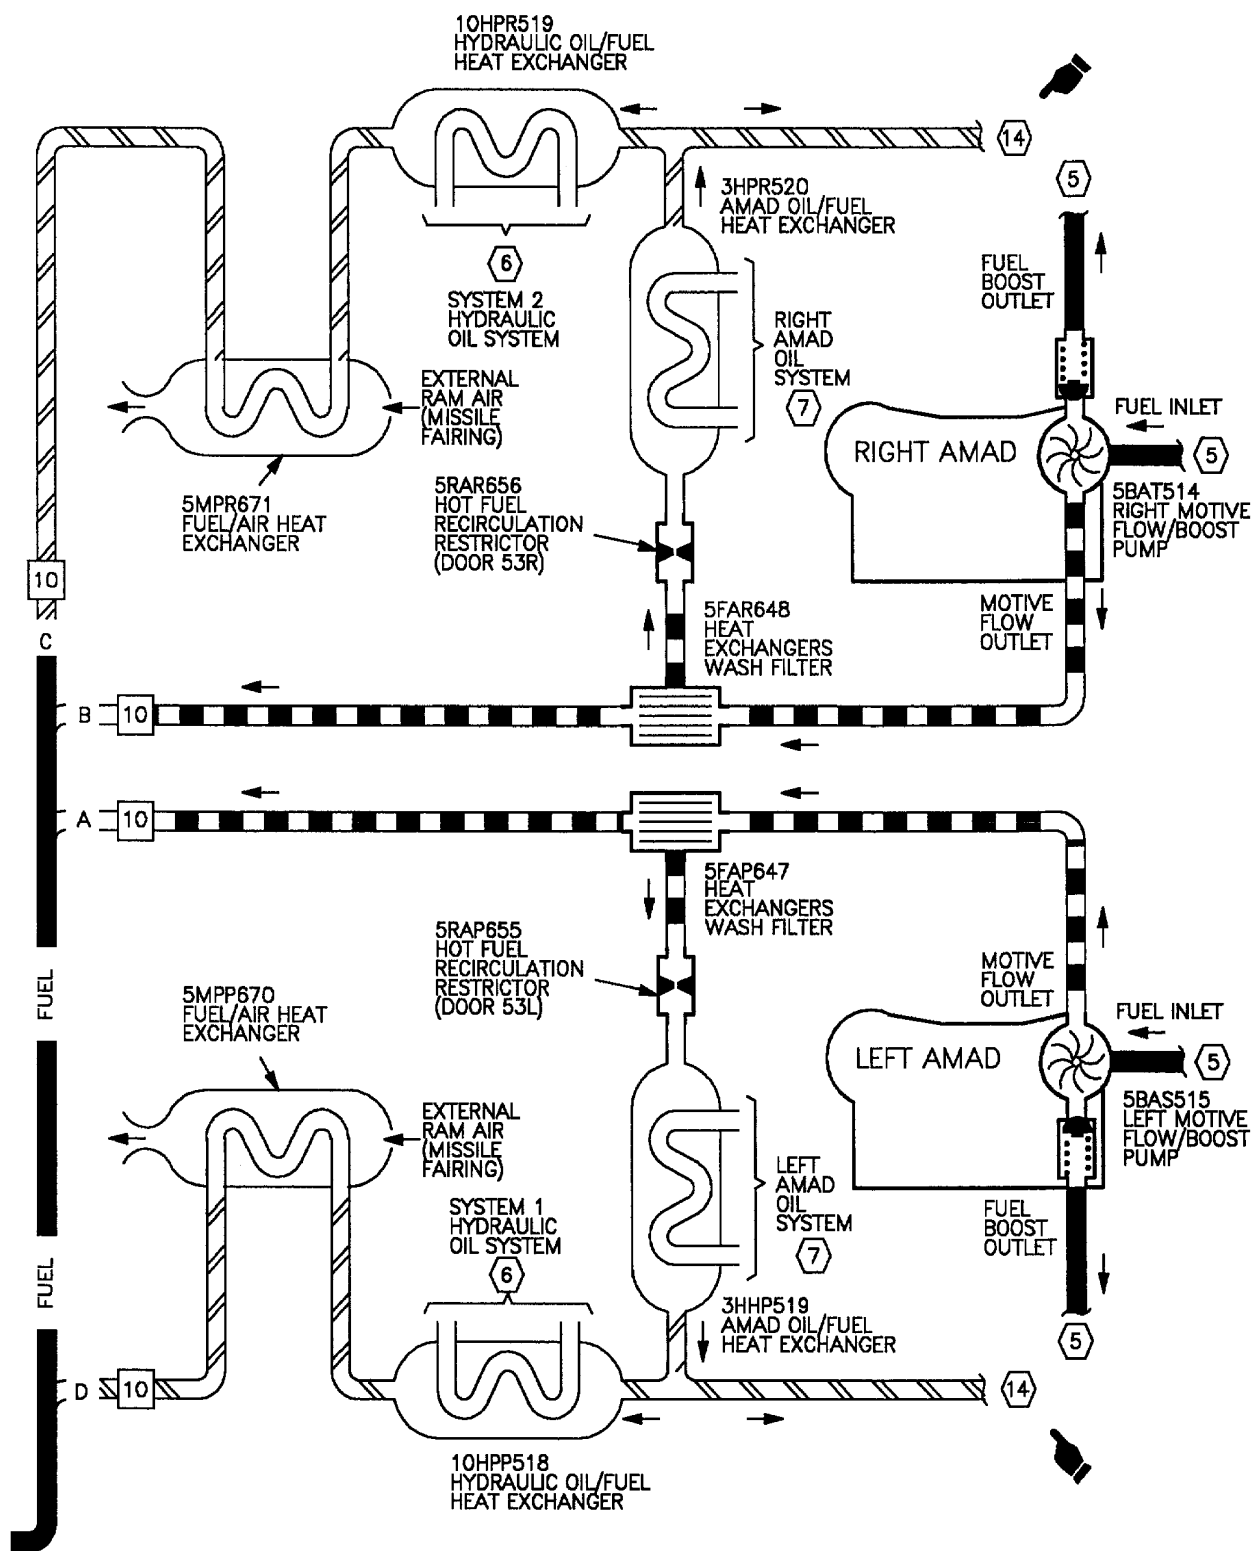 10HPR519
HYDRAULIC OIL/FUEL
HEAT EXCHANGER
14
5
3HPR520
AMAD OIL/FUEL
HEAT EXCHANGER
6
SYSTEM 2
HYDRAULIC
OIL SYSTEM
FUEL
BOOST
OUTLET
RIGHT
AMAD
OIL
SYSTEM
7
EXTERNAL
RAM AIR
(MISSILE
FAIRING)
FUEL INLET
5
RIGHT AMAD
5MPR671
FUEL/AIR HEAT
EXCHANGER
5RAR656
HOT FUEL
RECIRCULATION
RESTRICTOR
(DOOR 53R)
5BAT514
RIGHT MOTIVE
FLOW/BOOST
PUMP
10
C
5FAR648
HEAT
EXCHANGERS
WASH FILTER
MOTIVE
FLOW
OUTLET
B
10
A
10
5FAP647
HEAT
EXCHANGERS
WASH FILTER
5RAP655
HOT FUEL
RECIRCULATION
RESTRICTOR
(DOOR 53L)
MOTIVE
FLOW
OUTLET
FUEL
5MPP670
FUEL/AIR HEAT
EXCHANGER
FUEL INLET
5
LEFT AMAD
5BAS515
LEFT MOTIVE
FLOW/BOOST
PUMP
EXTERNAL
RAM AIR
(MISSILE
FAIRING)
LEFT
AMAD
OIL
SYSTEM
7
SYSTEM 1
HYDRAULIC
OIL SYSTEM
6
FUEL
BOOST
OUTLET
FUEL
3HHP519
AMAD OIL/FUEL
HEAT EXCHANGER
5
D
10
14
10HPP518
HYDRAULIC OIL/FUEL
HEAT EXCHANGER